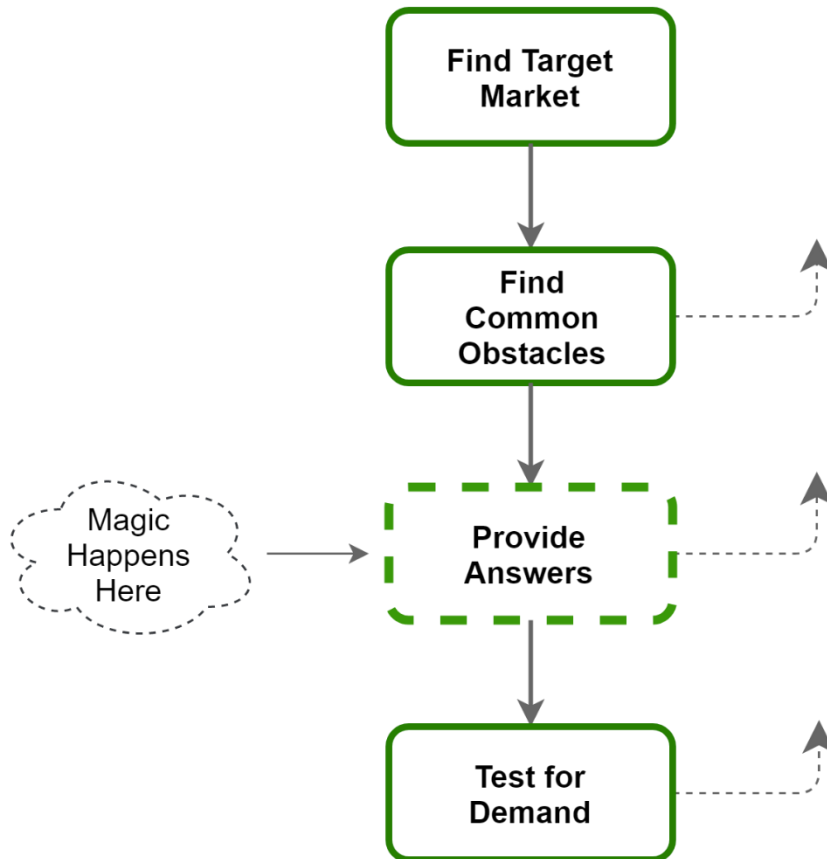 Find Target
Market
Find
Common
Obstacles
Magic
Happens
Here
Provide
Answers
Test for
Demand